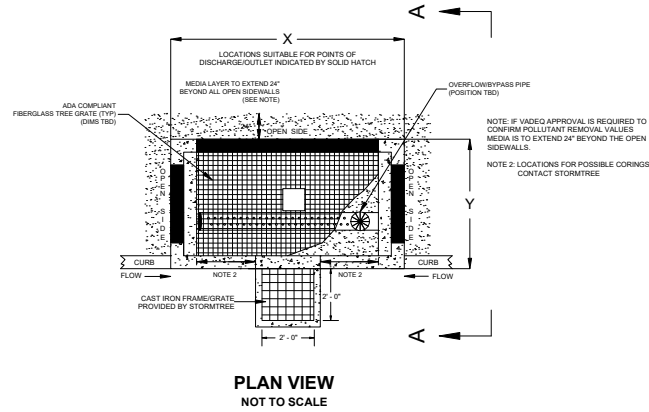 A
X
LOCATIONS SUITABLE FOR POINTS OF
DISCHARGE/OUTLET INDICATED BY SOLID HATCH
MEDIA LAYER TO EXTEND 24"
BEYOND ALL OPEN SIDEWALLS
(SEE NOTE)
OVERFLOW/BYPASS PIPE
(POSITION TBD)
ADA COMPLIANT
FIBERGLASS TREE GRATE (TYP)
(DIMS TBD)
NOTE: IF VADEQ APPROVAL IS REQUIRED TO
CONFIRM POLLUTANT REMOVAL VALUES
MEDIA IS TO EXTEND 24" BEYOND THE OPEN
SIDEWALLS.
NOTE 2: LOCATIONS FOR POSSIBLE CORINGS
CONTACT STORMTREE
OPEN SIDE
OPEN SIDE
OPEN SIDE
Y
CURB
CURB
FLOW
NOTE 2
NOTE 2
FLOW
CAST IRON FRAME/GRATE
PROVIDED BY STORMTREE
2' - 0"
2' - 0"
A
PLAN VIEW
NOT TO SCALE